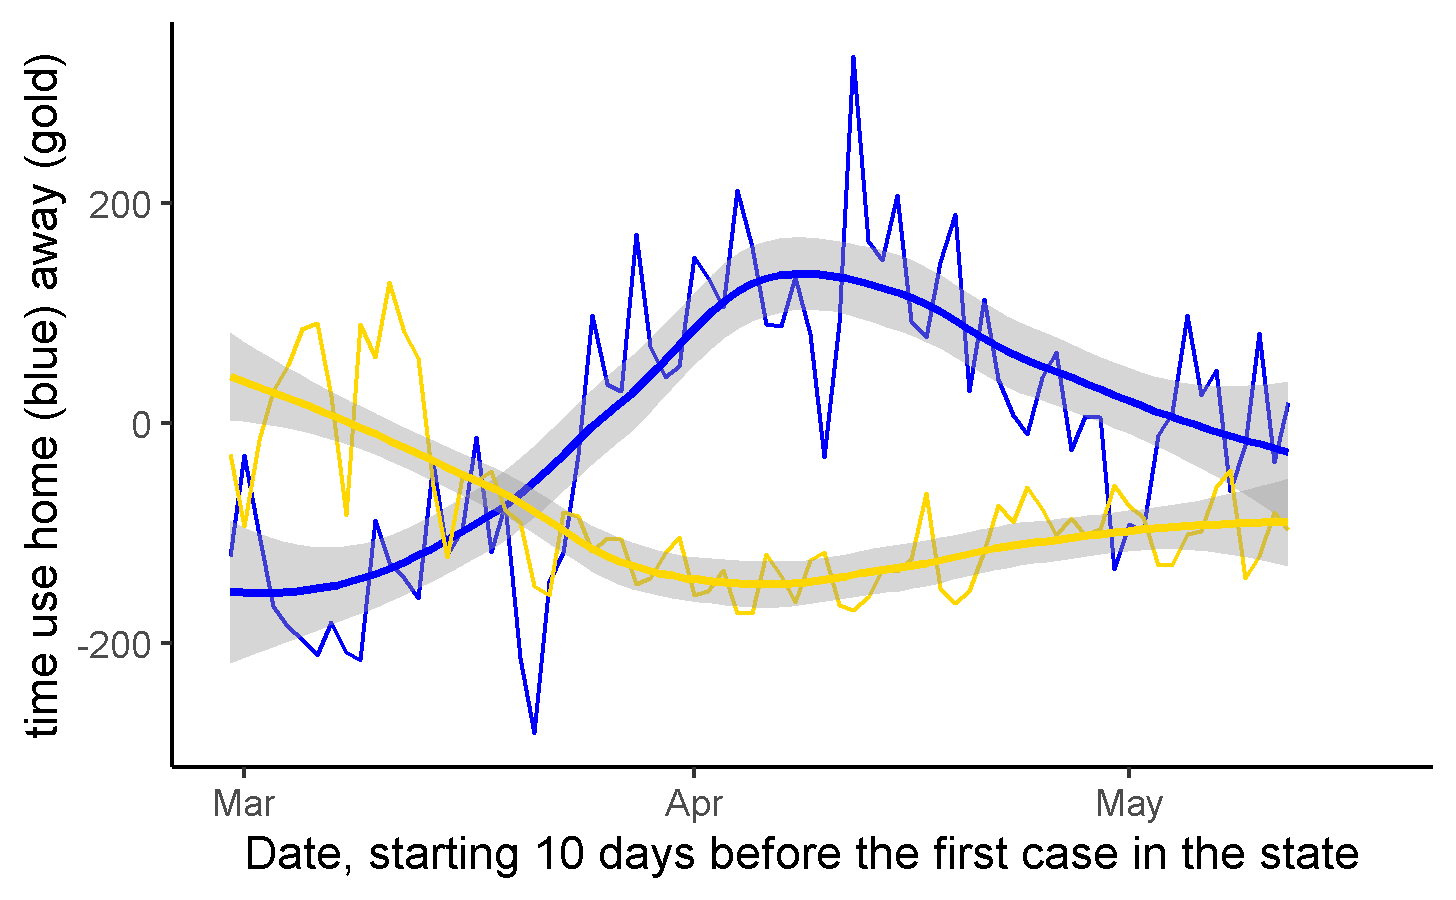 time use home (blue) away (gold)
200
0
-200
Mar
Apr
May
Date, starting 10 days before the first case in the state